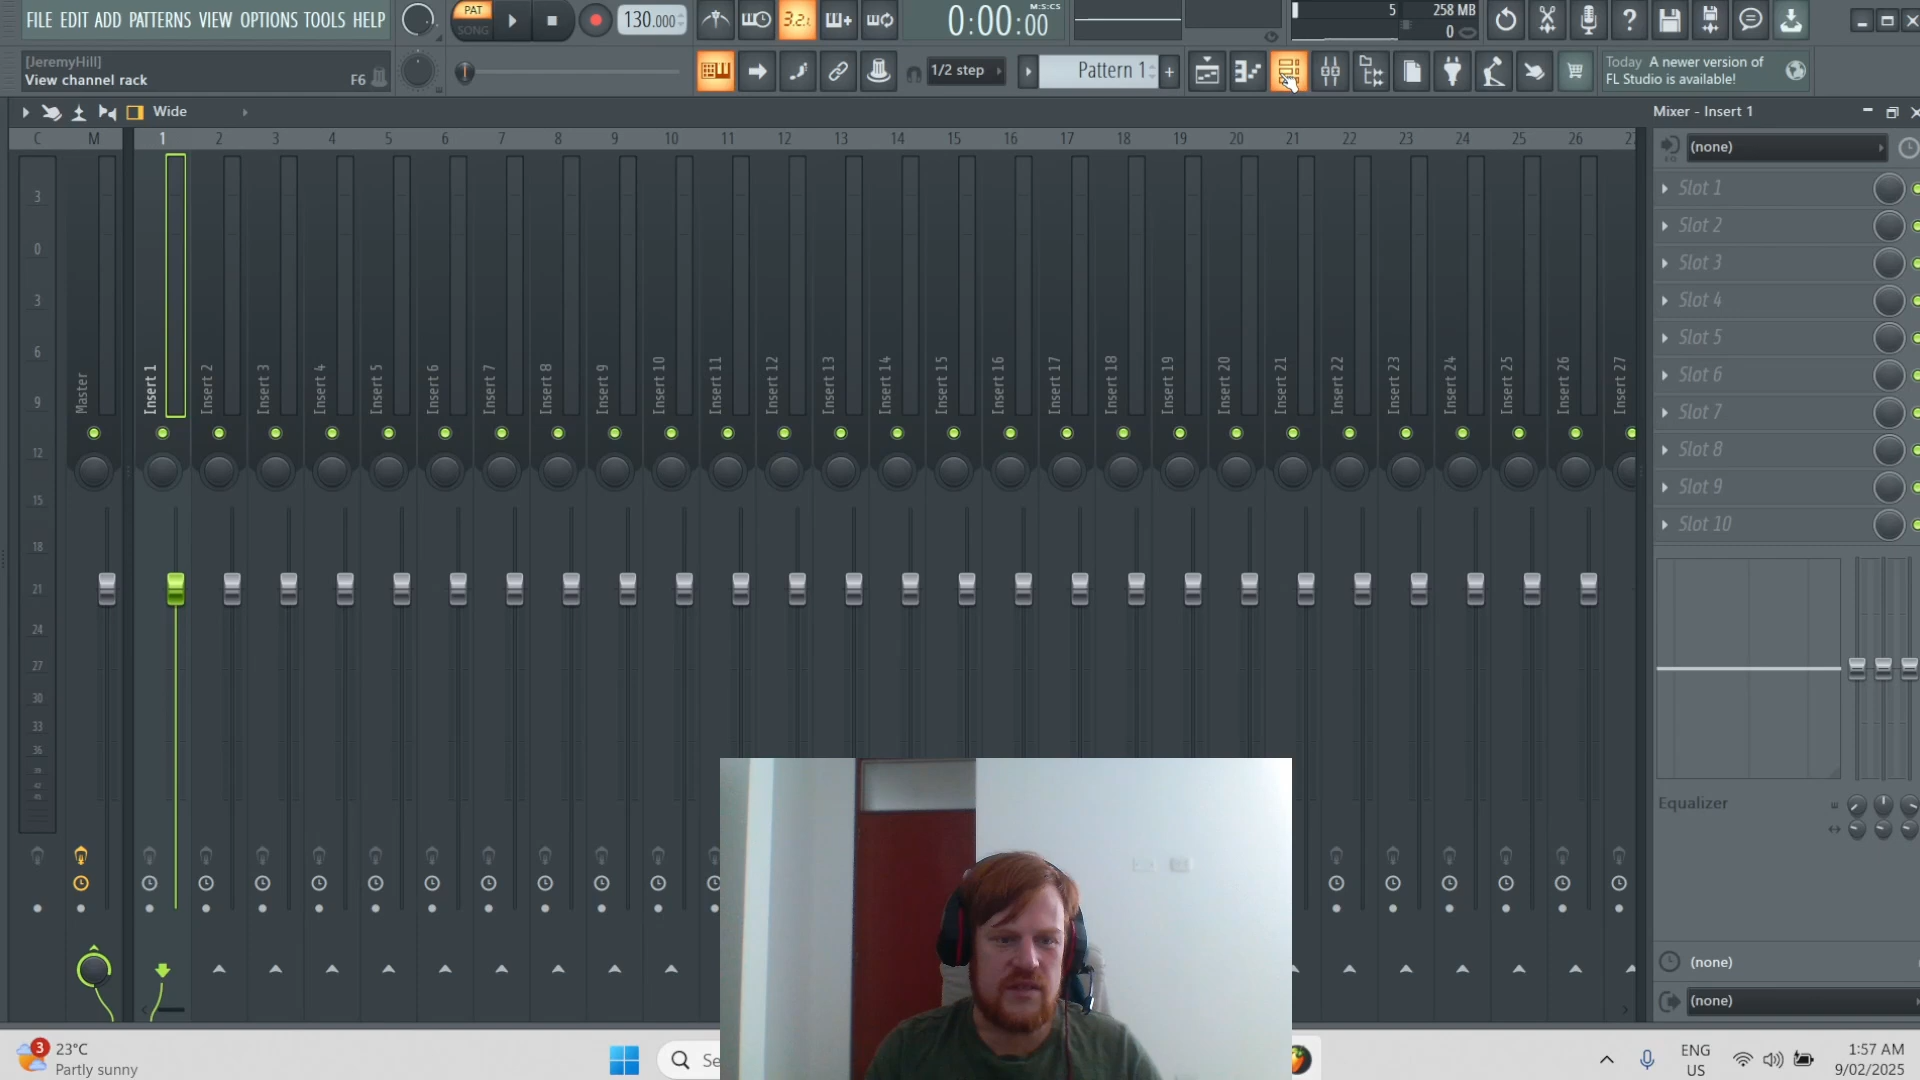 FILE EDIT ADD PATTERNS VIEW OPTIONS TOOLS HELP
PAT
SONG
130.000
3.2.
0:00:00
M:S:CS
5
258 MB
0
[JeremyHill]
View channel rack
F6
1/2 step
Pattern 1
+
Today A newer version of
FL Studio is available!
Wide
Mixer - Insert 1
C M 1 2 3 4 5 6 7 8 9 10 11 12 13 14 15 16 17 18 19 20 21 22 23 24 25 26
(none)
Slot 1
Slot 2
Slot 3
Slot 4
Slot 5
Slot 6
Slot 7
Slot 8
Slot 9
Slot 10
3
0
3
6
9
12
15
18
21
24
27
30
33
36
Master
Insert 1
Insert 2
Insert 3
Insert 4
Insert 5
Insert 6
Insert 7
Insert 8
Insert 9
Insert 10
Insert 11
Insert 12
Insert 13
Insert 14
Insert 15
Insert 16
Insert 17
Insert 18
Insert 19
Insert 20
Insert 21
Insert 22
Insert 23
Insert 24
Insert 25
Insert 26
Insert 27
Equalizer
(none)
(none)
3
23°C
Partly sunny
Se
ENG
US
1:57 AM
9/02/2025